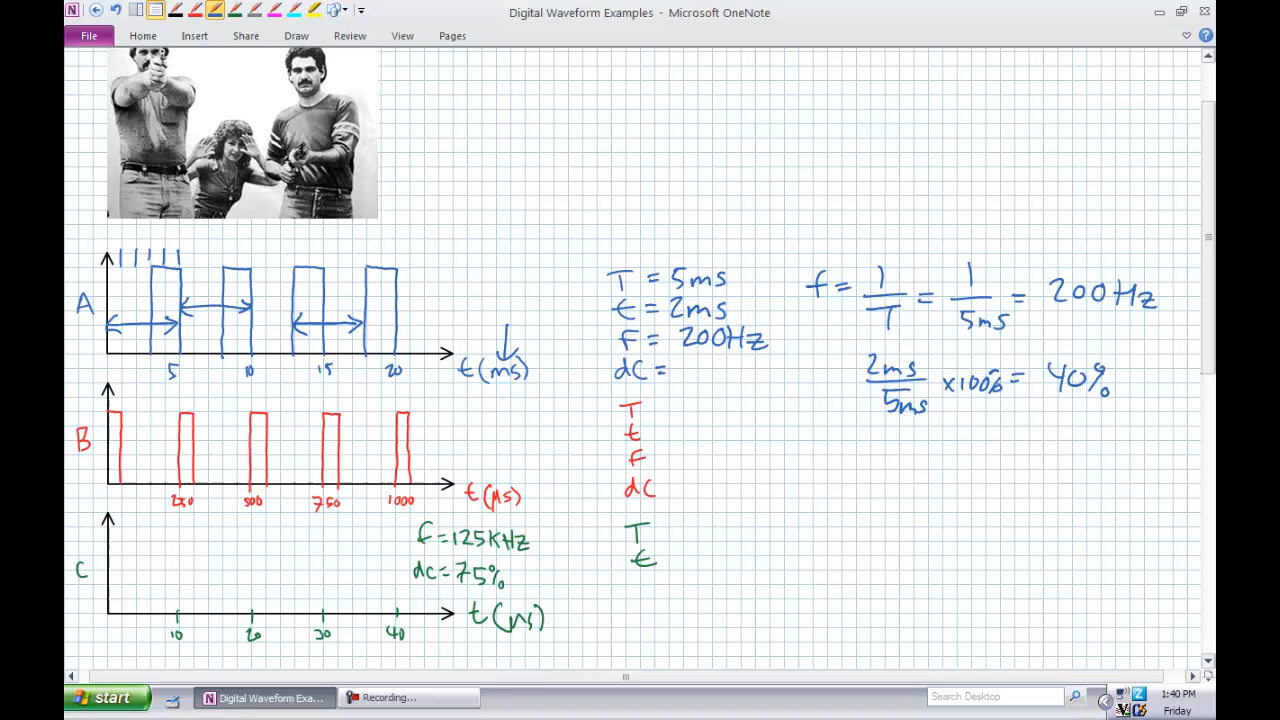 Digital Waveform Examples - Microsoft OneNote
File Home Insert Share Draw Review View Pages
A
5 10 15 20 t(ms)
T = 5ms
t = 2ms
f = 200Hz
dC =
f = 1/T = 1/5ms = 200Hz
2ms/5ms x100% = 40%
B
250 500 750 1000 t(μs)
T
t
F
dC
C
f=125KHz
dC=75%
10 20 30 40 t(μs)
T
t
start
Digital Waveform Exa...
Recording...
Search Desktop
1:40 PM
Friday